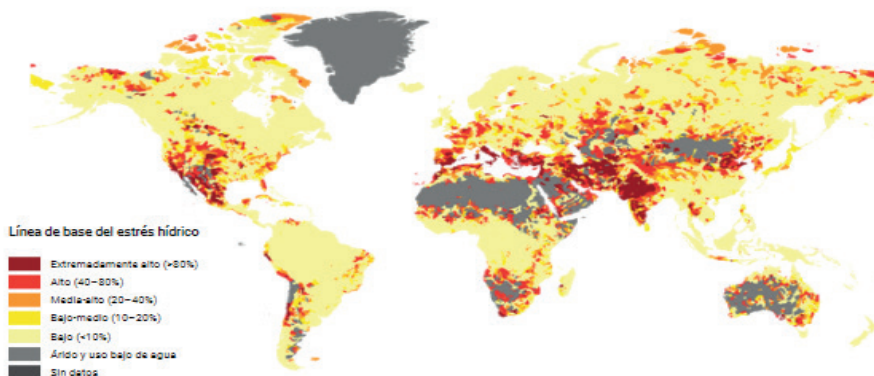 Línea de base del estrés hídrico
Extremadamente alto (>80%)
Alto (40–80%)
Media-alto (20–40%)
Bajo-medio (10–20%)
Bajo (<10%)
Árido y uso bajo de agua
Sin datos